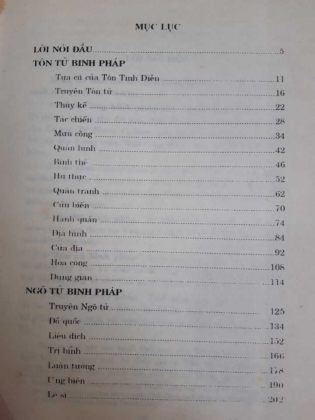 MỤC LỤC
LỜI NÓI ĐẦU 5
TÔN TỬ BINH PHÁP
Tựa cũ của Tôn Tinh Diễn 11
Truyện Tôn tử 16
Thủy kế 22
Tác chiến 28
Mưu công 34
Quân hình 42
Binh thế 46
Hư thực 52
Quân tranh 62
Cửu biến 70
Hành quân 74
Địa hình 84
Cửu địa 92
Hỏa công 108
Dụng gián 114
NGÔ TỬ BINH PHÁP
Truyện Ngô tử 125
Đồ quốc 134
Liệu địch 152
Trị binh 166
Luận tướng 178
Ứng biến 190
Lệ sĩ 202